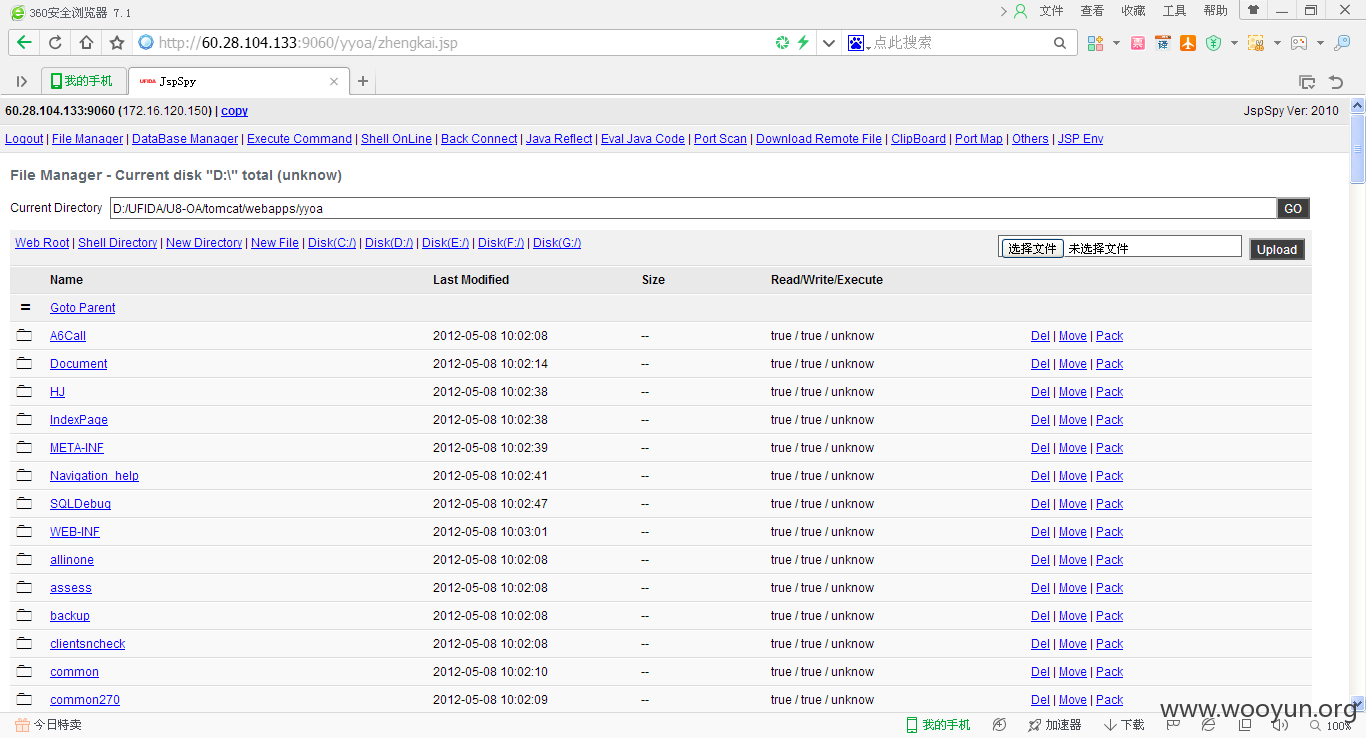 360安全浏览器 7.1 文件 查看 收藏 工具 帮助
http://60.28.104.133:9060/yyoa/zhengkai.jsp 点此搜索
我的手机 UFIDA JspSpy
60.28.104.133:9060 (172.16.120.150) | copy JspSpy Ver: 2010
Logout | File Manager | DataBase Manager | Execute Command | Shell OnLine | Back Connect | Java Reflect | Eval Java Code | Port Scan | Download Remote File | ClipBoard | Port Map | Others | JSP Env
File Manager - Current disk "D:\" total (unknow)
Current Directory D:/UFIDA/U8-OA/tomcat/webapps/yyoa GO
Web Root | Shell Directory | New Directory | New File | Disk(C:/) | Disk(D:/) | Disk(E:/) | Disk(F:/) | Disk(G:/) 选择文件 未选择文件 Upload
Name Last Modified Size Read/Write/Execute
= Goto Parent
A6Call 2012-05-08 10:02:08 -- true / true / unknow Del | Move | Pack
Document 2012-05-08 10:02:14 -- true / true / unknow Del | Move | Pack
HJ 2012-05-08 10:02:38 -- true / true / unknow Del | Move | Pack
IndexPage 2012-05-08 10:02:38 -- true / true / unknow Del | Move | Pack
META-INF 2012-05-08 10:02:39 -- true / true / unknow Del | Move | Pack
Navigation_help 2012-05-08 10:02:41 -- true / true / unknow Del | Move | Pack
SQLDebug 2012-05-08 10:02:47 -- true / true / unknow Del | Move | Pack
WEB-INF 2012-05-08 10:03:01 -- true / true / unknow Del | Move | Pack
allinone 2012-05-08 10:02:08 -- true / true / unknow Del | Move | Pack
assess 2012-05-08 10:02:08 -- true / true / unknow Del | Move | Pack
backup 2012-05-08 10:02:08 -- true / true / unknow Del | Move | Pack
clientsncheck 2012-05-08 10:02:08 -- true / true / unknow Del | Move | Pack
common 2012-05-08 10:02:10 -- true / true / unknow Del | Move | Pack
common270 2012-05-08 10:02:09 -- true / true / unknow Del | Move | Pack
www.wooyun.org
今日特卖 我的手机 加速器 下载 100%